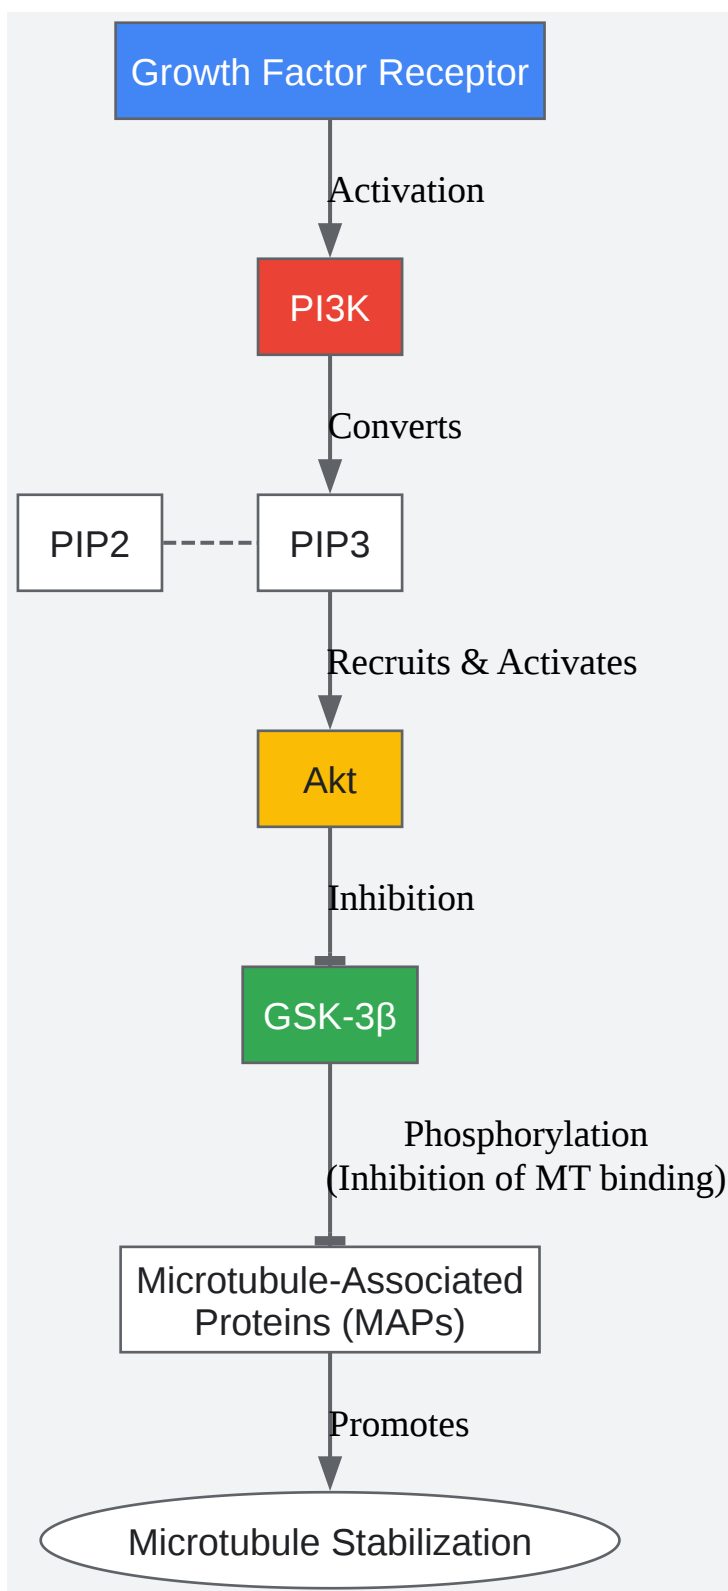 Growth Factor Receptor
Activation
PI3K
Converts
PIP2
PIP3
Recruits & Activates
Akt
Inhibition
GSK-3β
Phosphorylation
(Inhibition of MT binding)
Microtubule-Associated
Proteins (MAPs)
Promotes
Microtubule Stabilization